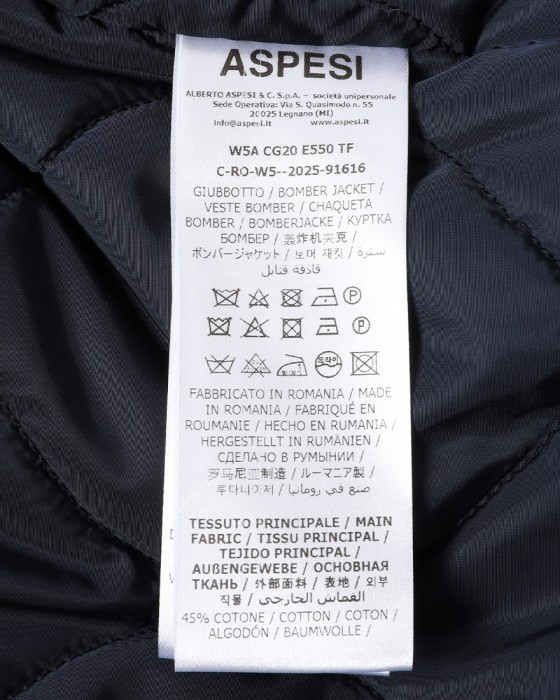 ASPESI
ALBERTO ASPESI & C. S.p.A. – società unipersonale
Sede Operativa: Via S. Quasimodo n. 55
20025 Legnano (MI)
info@aspesi.it www.aspesi.it
W5A CG20 E550 TF
C-RO-W5--2025-91616
GIUBBOTTO / BOMBER JACKET /
VESTE BOMBER / CHAQUETA
BOMBER / BOMBERJACKE / КУРТКА
БОМБЕР / 轰炸机夹克 /
ボンバージャケット / 보머 재킷 / سترة
قاذفة قنابل
P
P
드라이
FABBRICATO IN ROMANIA / MADE
IN ROMANIA / FABRIQUÉ EN
ROUMANIE / HECHO EN RUMANIA /
HERGESTELLT IN RUMÄNIEN /
СДЕЛАНО В РУМЫНИИ /
罗马尼亚制造 / ルーマニア製 /
صنع في رومانيا /
TESSUTO PRINCIPALE / MAIN
FABRIC / TISSU PRINCIPAL /
TEJIDO PRINCIPAL /
AUßENGEWEBE / ОСНОВНАЯ
ТКАНЬ / 外部面料 / 表地 / 외부
직물 / القماش الخارجي /
45% COTONE / COTTON / COTON /
ALGODÓN / BAUMWOLLE /